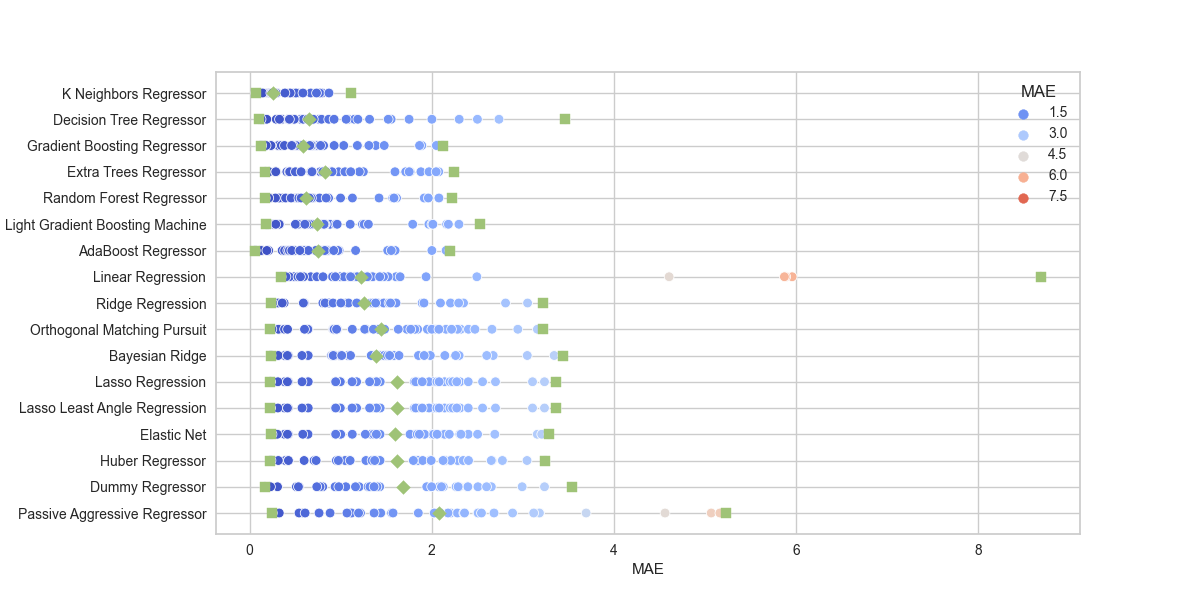 K Neighbors Regressor
Decision Tree Regressor
Gradient Boosting Regressor
Extra Trees Regressor
Random Forest Regressor
Light Gradient Boosting Machine
AdaBoost Regressor
Linear Regression
Ridge Regression
Orthogonal Matching Pursuit
Bayesian Ridge
Lasso Regression
Lasso Least Angle Regression
Elastic Net
Huber Regressor
Dummy Regressor
Passive Aggressive Regressor
MAE
1.5
3.0
4.5
6.0
7.5
0 2 4 6 8
MAE